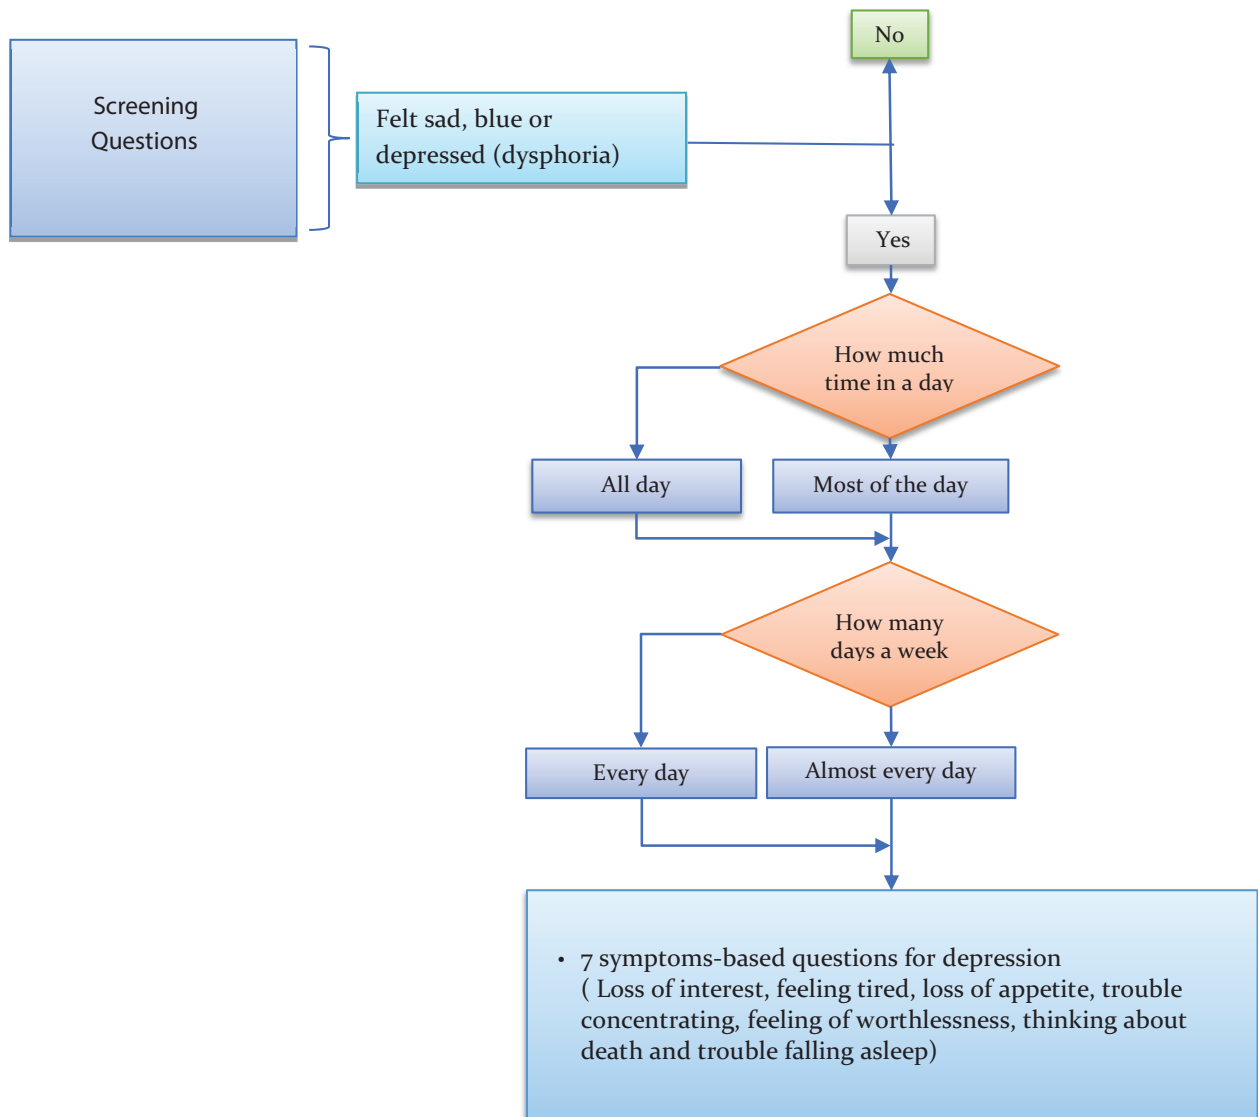 No
Screening
Questions
Felt sad, blue or
depressed (dysphoria)
Yes
How much
time in a day
All day
Most of the day
How many
days a week
Every day
Almost every day
• 7 symptoms-based questions for depression
( Loss of interest, feeling tired, loss of appetite, trouble
concentrating, feeling of worthlessness, thinking about
death and trouble falling asleep)